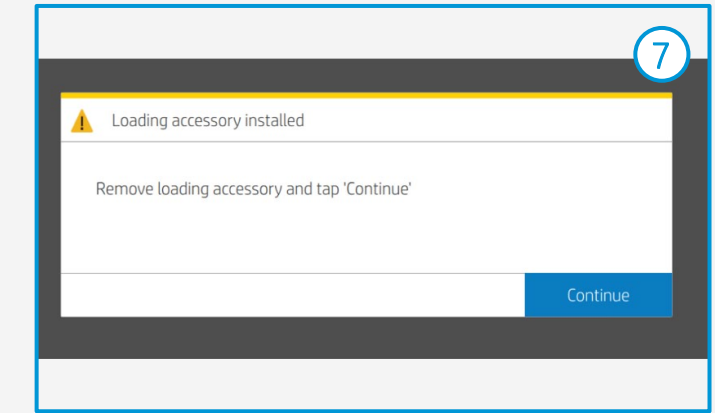 7
Loading accessory installed
Remove loading accessory and tap 'Continue'
Continue